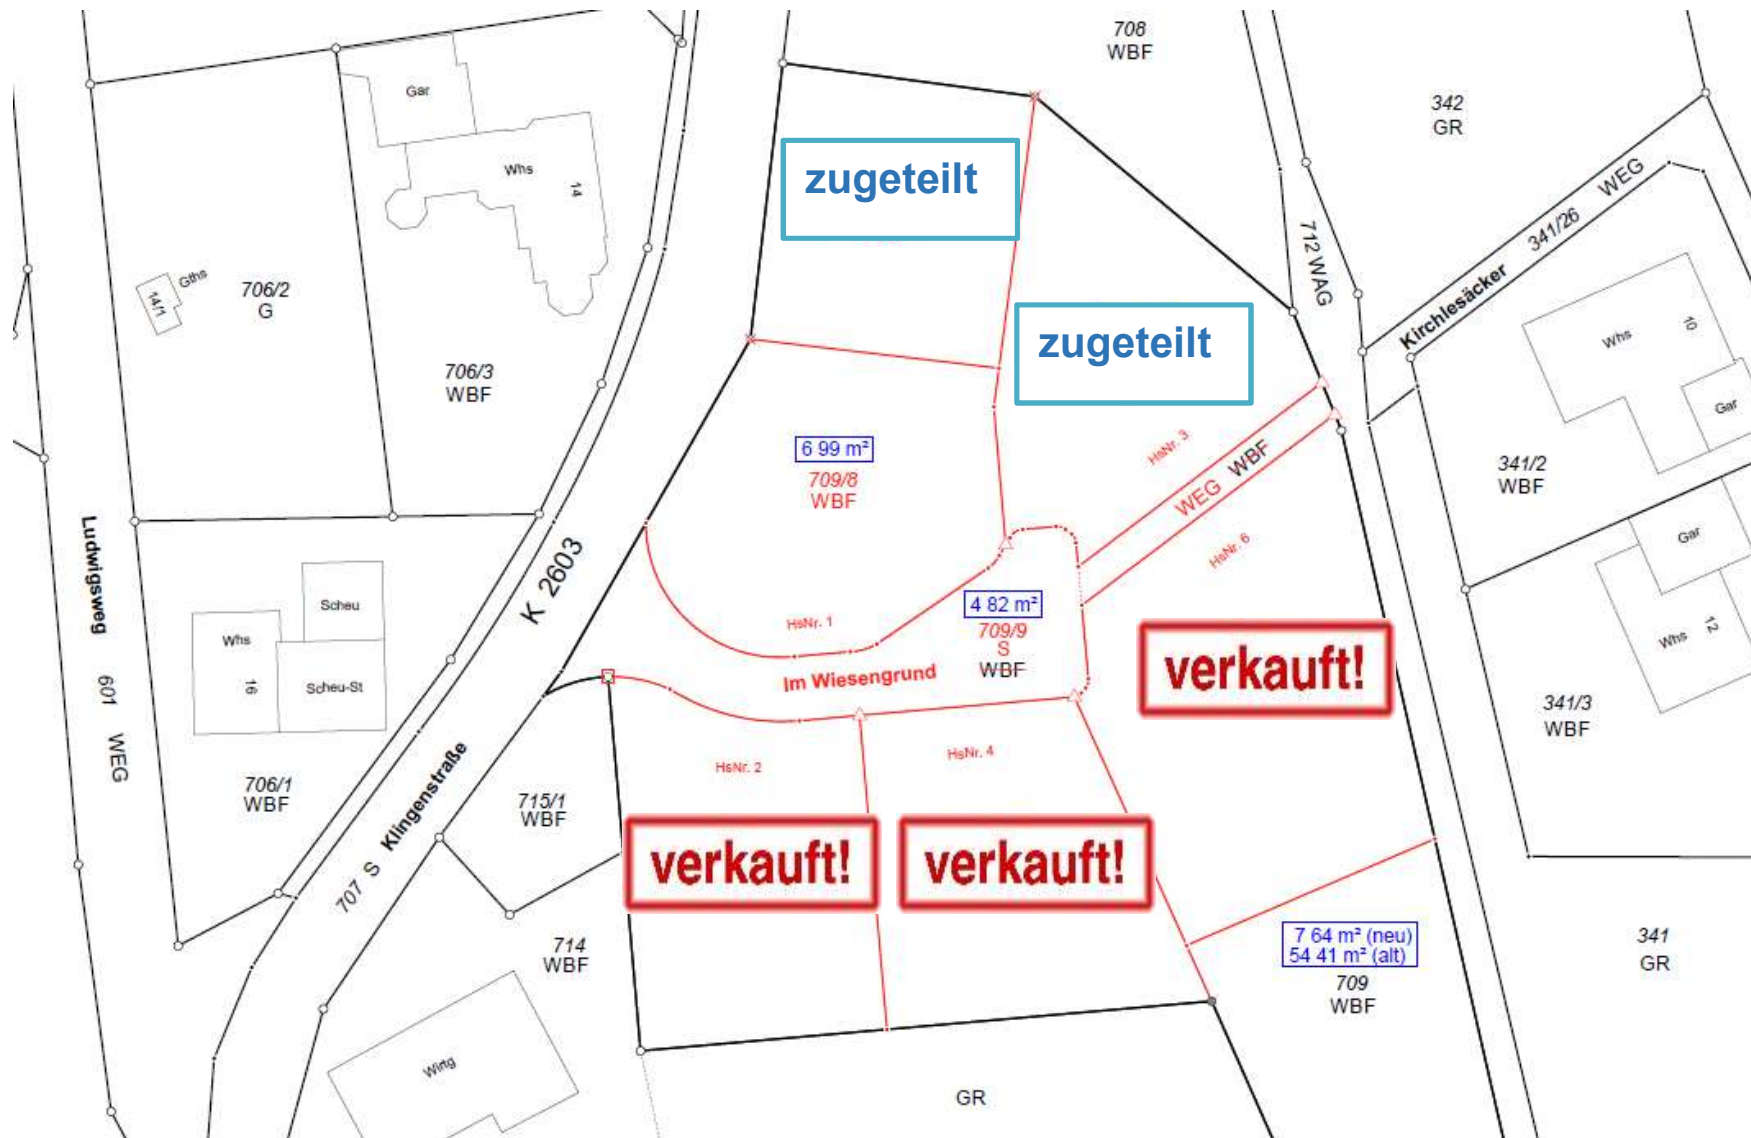 708
WBF
342
GR
Gar
Whs
14
zugeteilt
WEG
341/26
Kirchlesäcker
712 WAG
Gths
14/1
706/2
G
706/3
WBF
zugeteilt
Whs
10
Gar
6 99 m²
709/8
WBF
HsNr. 3
WEG WBF
HsNr. 6
341/2
WBF
Gar
Whs
12
Ludwigsweg
601
WEG
K 2603
Scheu
Whs
16
Scheu-St
HsNr. 1
4 82 m²
709/9
S
WBF
Im Wiesengrund
verkauft!
341/3
WBF
706/1
WBF
707 S Klingenstraße
715/1
WBF
HsNr. 2
HsNr. 4
verkauft!
verkauft!
714
WBF
7 64 m² (neu)
54 41 m² (alt)
709
WBF
341
GR
Wirtg
GR